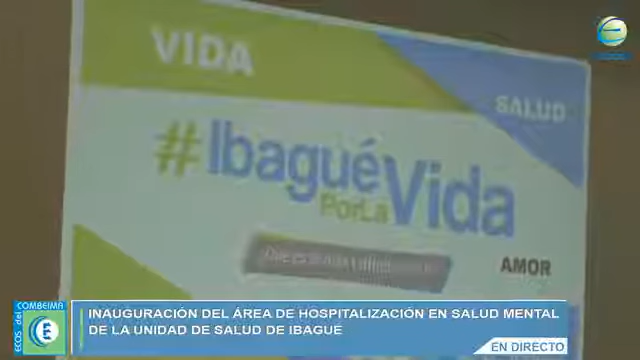 VIDA
SALUD
#Ibagué
PorLa Vida
AMOR
ECOS del COMBEIMA
INAUGURACIÓN DEL ÁREA DE HOSPITALIZACIÓN EN SALUD MENTAL
DE LA UNIDAD DE SALUD DE IBAGUÉ
EN DIRECTO